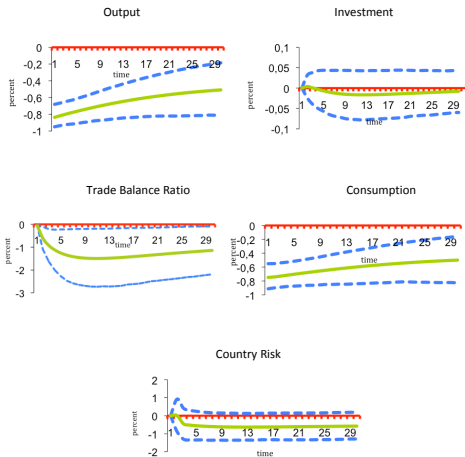 Output
0
-0,2
-0,4
-0,6
-0,8
-1
1 5 9 13 17 21 25 29
time
percent
Investment
0,1
0,05
0
-0,05
-0,1
1 5 9 13 17 21 25 29
time
percent
Trade Balance Ratio
0
-1
-2
-3
1 5 9 13 17 21 25 29
time
percent
Consumption
0
-0,2
-0,4
-0,6
-0,8
-1
1 5 9 13 17 21 25 29
time
percent
Country Risk
2
1
0
-1
-2
1 5 9 13 17 21 25 29
time
percent